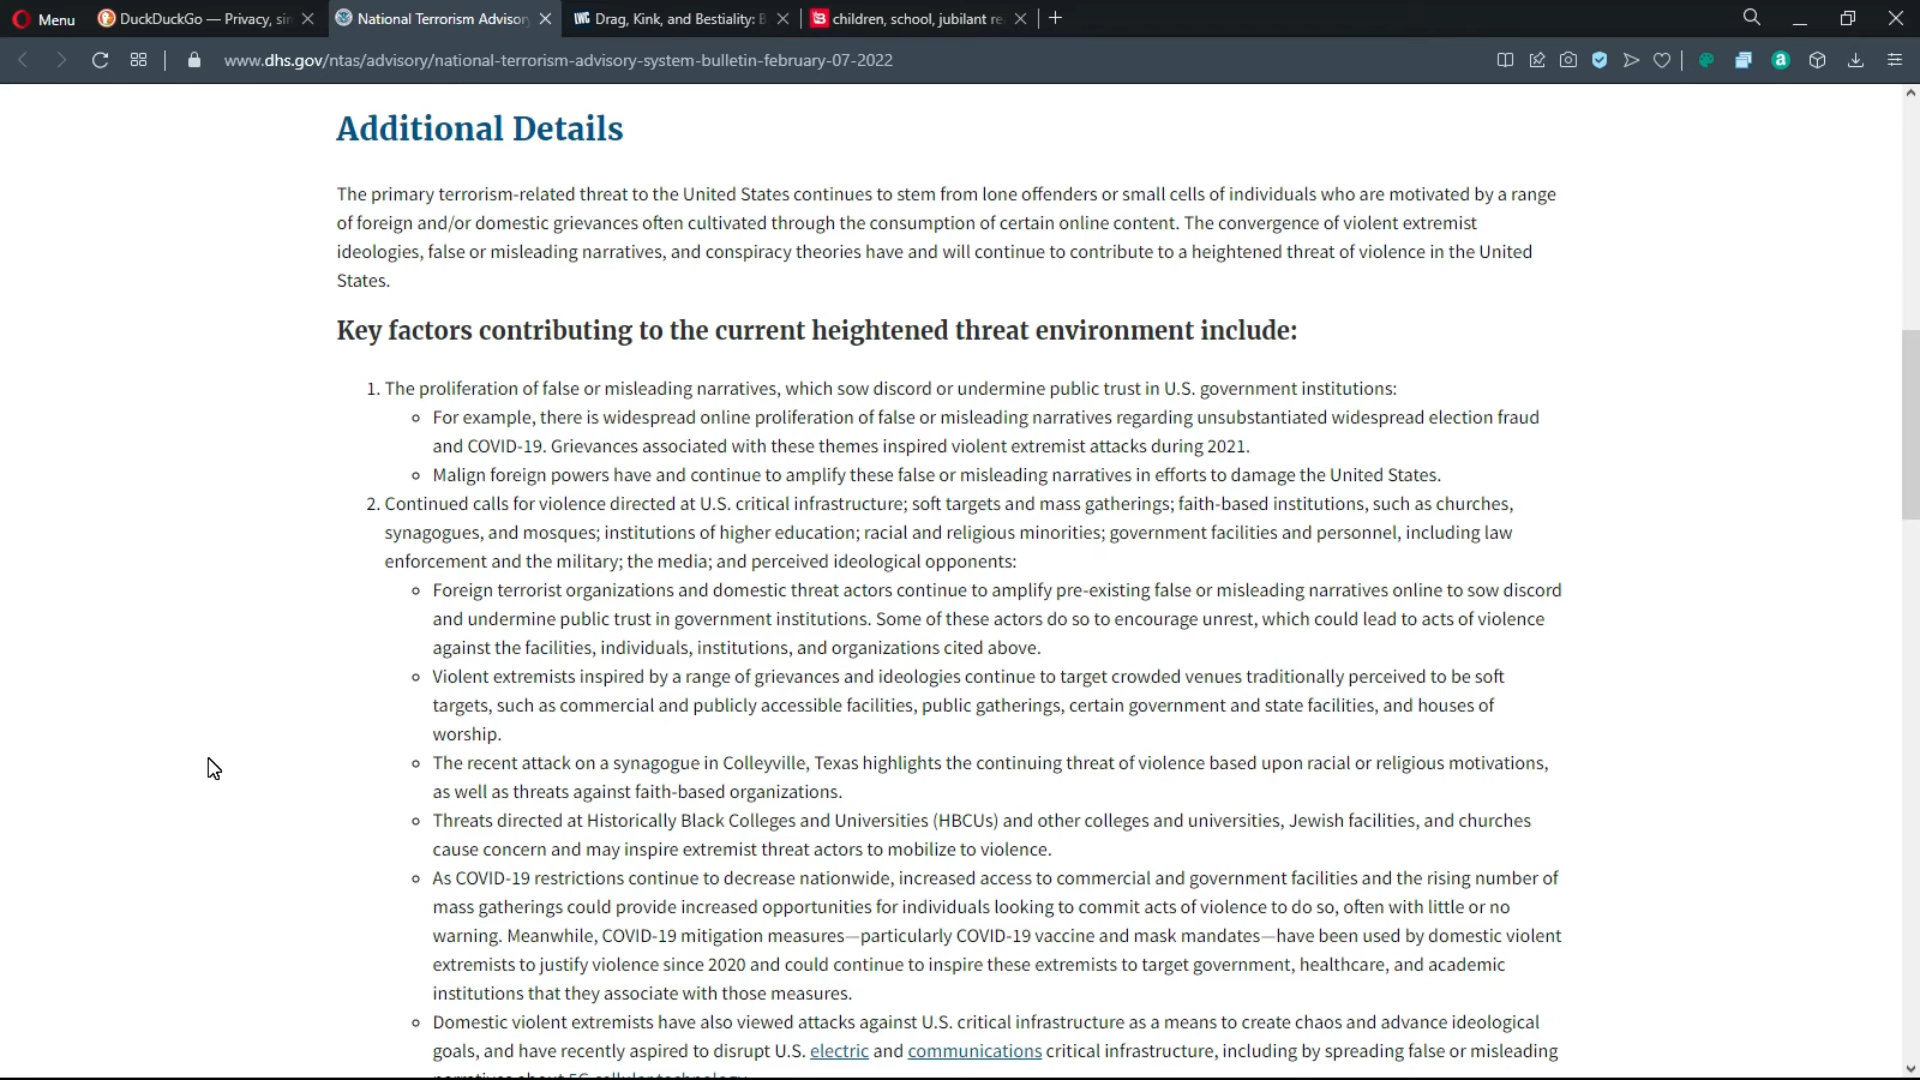 Menu
DuckDuckGo — Privacy, sin
National Terrorism Advisor
Drag, Kink, and Bestiality: B
children, school, jubilant re
www.dhs.gov/ntas/advisory/national-terrorism-advisory-system-bulletin-february-07-2022
Additional Details
The primary terrorism-related threat to the United States continues to stem from lone offenders or small cells of individuals who are motivated by a range
of foreign and/or domestic grievances often cultivated through the consumption of certain online content. The convergence of violent extremist
ideologies, false or misleading narratives, and conspiracy theories have and will continue to contribute to a heightened threat of violence in the United
States.
Key factors contributing to the current heightened threat environment include:
1. The proliferation of false or misleading narratives, which sow discord or undermine public trust in U.S. government institutions:
For example, there is widespread online proliferation of false or misleading narratives regarding unsubstantiated widespread election fraud
and COVID-19. Grievances associated with these themes inspired violent extremist attacks during 2021.
Malign foreign powers have and continue to amplify these false or misleading narratives in efforts to damage the United States.
2. Continued calls for violence directed at U.S. critical infrastructure; soft targets and mass gatherings; faith-based institutions, such as churches,
synagogues, and mosques; institutions of higher education; racial and religious minorities; government facilities and personnel, including law
enforcement and the military; the media; and perceived ideological opponents:
Foreign terrorist organizations and domestic threat actors continue to amplify pre-existing false or misleading narratives online to sow discord
and undermine public trust in government institutions. Some of these actors do so to encourage unrest, which could lead to acts of violence
against the facilities, individuals, institutions, and organizations cited above.
Violent extremists inspired by a range of grievances and ideologies continue to target crowded venues traditionally perceived to be soft
targets, such as commercial and publicly accessible facilities, public gatherings, certain government and state facilities, and houses of
worship.
The recent attack on a synagogue in Colleyville, Texas highlights the continuing threat of violence based upon racial or religious motivations,
as well as threats against faith-based organizations.
Threats directed at Historically Black Colleges and Universities (HBCUs) and other colleges and universities, Jewish facilities, and churches
cause concern and may inspire extremist threat actors to mobilize to violence.
As COVID-19 restrictions continue to decrease nationwide, increased access to commercial and government facilities and the rising number of
mass gatherings could provide increased opportunities for individuals looking to commit acts of violence to do so, often with little or no
warning. Meanwhile, COVID-19 mitigation measures—particularly COVID-19 vaccine and mask mandates—have been used by domestic violent
extremists to justify violence since 2020 and could continue to inspire these extremists to target government, healthcare, and academic
institutions that they associate with those measures.
Domestic violent extremists have also viewed attacks against U.S. critical infrastructure as a means to create chaos and advance ideological
goals, and have recently aspired to disrupt U.S. electric and communications critical infrastructure, including by spreading false or misleading
narratives about 5G cellular technology.